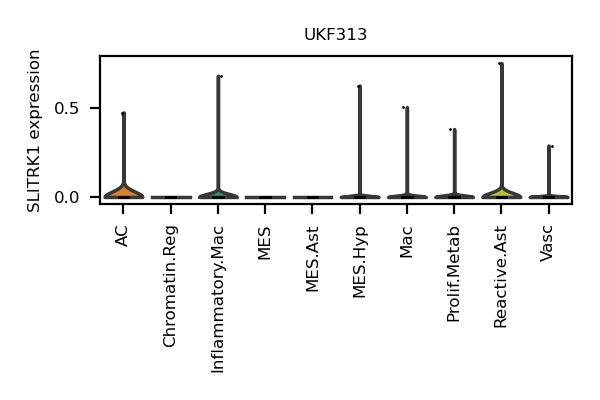 UKF313
SLITRK1 expression
0.5
0.0
AC
Chromatin.Reg
Inflammatory.Mac
MES
MES.Ast
MES.Hyp
Mac
Prolif.Metab
Reactive.Ast
Vasc